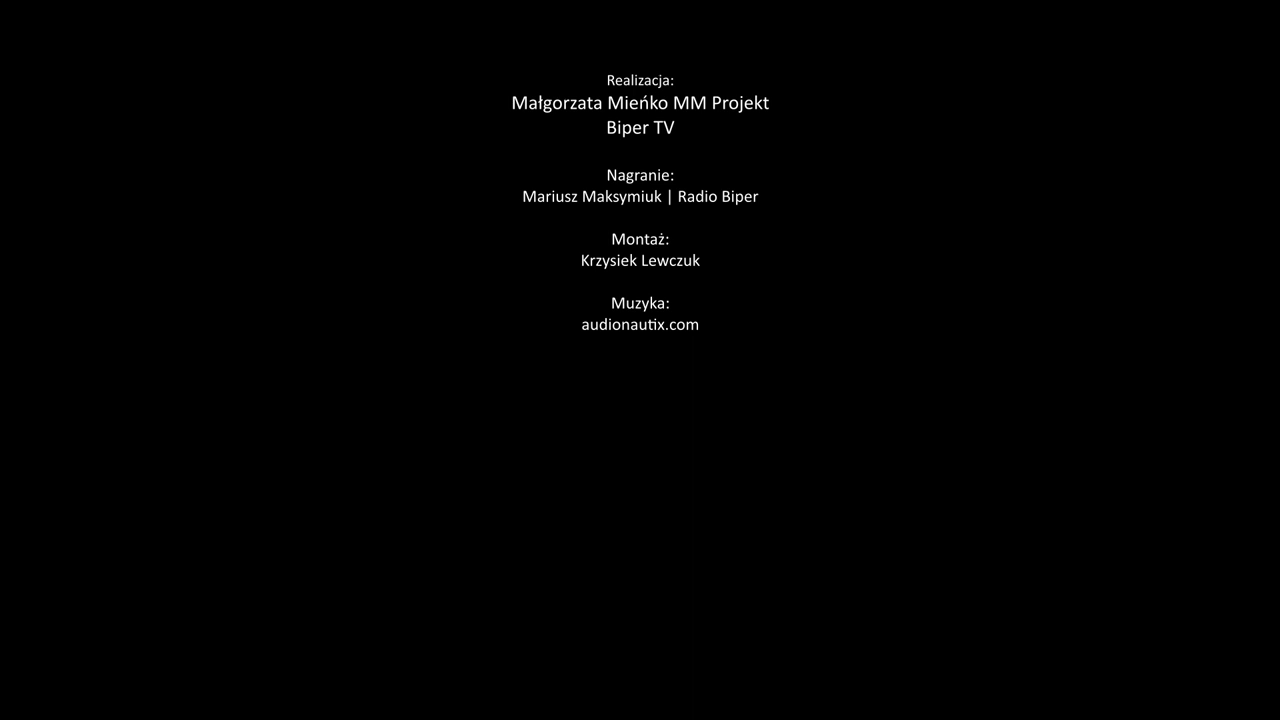 Realizacja:
Małgorzata Mieńko MM Projekt
Biper TV
Nagranie:
Mariusz Maksymiuk | Radio Biper
Montaż:
Krzysiek Lewczuk
Muzyka:
audionautix.com